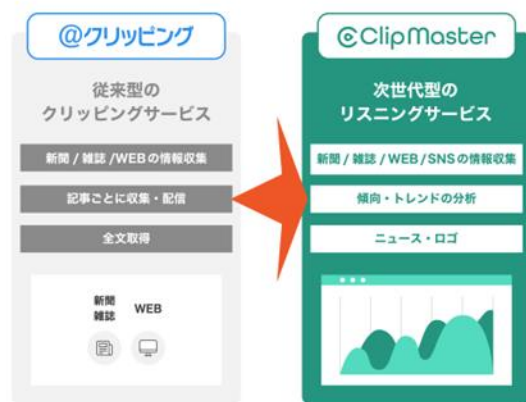 @クリッピング
従来型の
クリッピングサービス
新聞 / 雑誌 /WEBの情報収集
記事ごとに収集・配信
全文取得
新聞
雑誌
WEB
ClipMaster
次世代型の
リスニングサービス
新聞 / 雑誌 / WEB/SNSの情報収集
傾向・トレンドの分析
ニュース・ロゴ